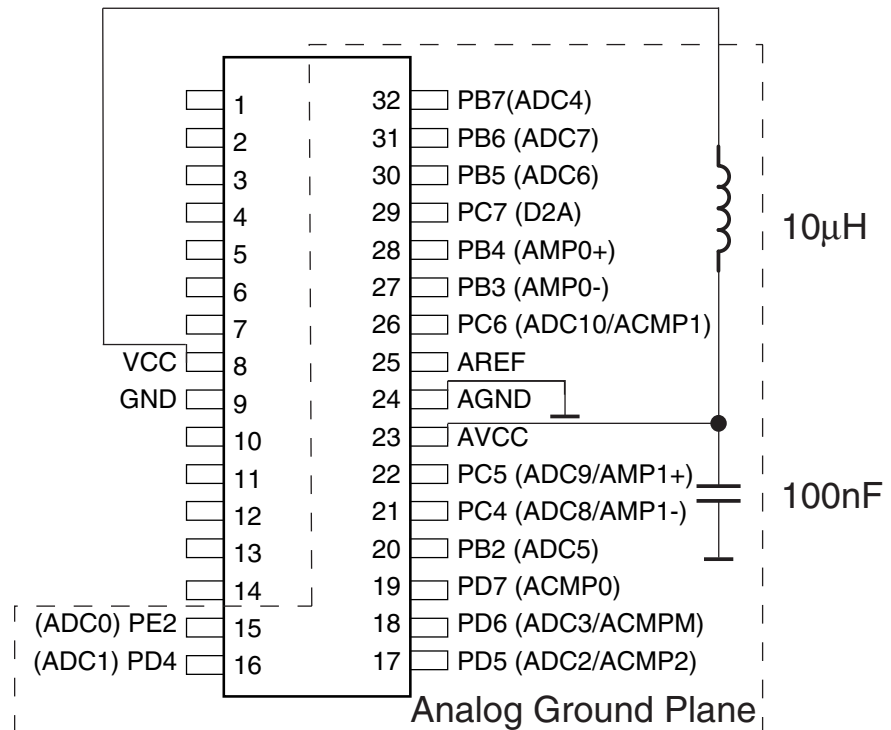 1 32 PB7(ADC4)
2 31 PB6 (ADC7)
3 30 PB5 (ADC6)
4 29 PC7 (D2A)
5 28 PB4 (AMP0+)
6 27 PB3 (AMP0-)
7 26 PC6 (ADC10/ACMP1)
VCC 8 25 AREF
GND 9 24 AGND
10 23 AVCC
11 22 PC5 (ADC9/AMP1+)
12 21 PC4 (ADC8/AMP1-)
13 20 PB2 (ADC5)
14 19 PD7 (ACMP0)
(ADC0) PE2 15 18 PD6 (ADC3/ACMPM)
(ADC1) PD4 16 17 PD5 (ADC2/ACMP2)
10µH
100nF
Analog Ground Plane